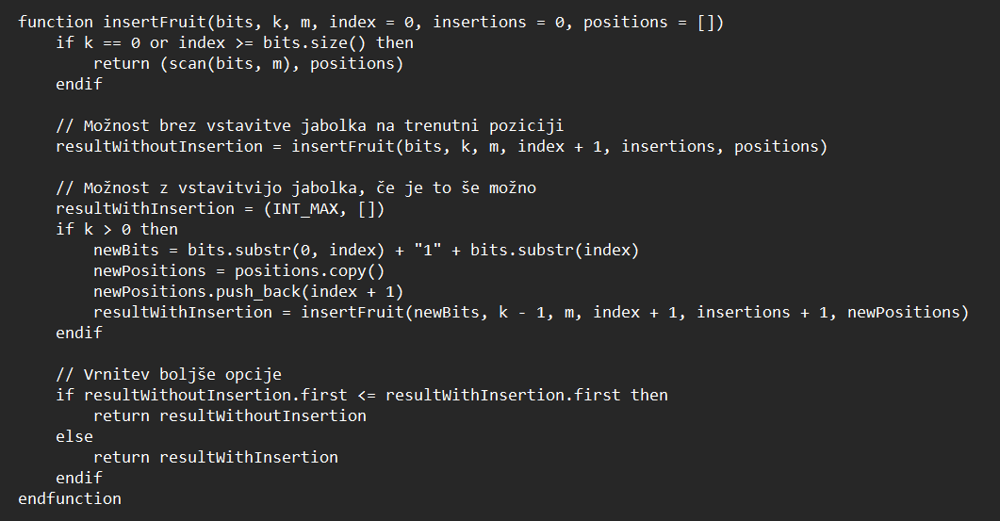 function insertFruit(bits, k, m, index = 0, insertions = 0, positions = [])
    if k == 0 or index >= bits.size() then
        return (scan(bits, m), positions)
    endif

    // Možnost brez vstavitve jabolka na trenutni poziciji
    resultWithoutInsertion = insertFruit(bits, k, m, index + 1, insertions, positions)

    // Možnost z vstavitvijo jabolka, če je to še možno
    resultWithInsertion = (INT_MAX, [])
    if k > 0 then
        newBits = bits.substr(0, index) + "1" + bits.substr(index)
        newPositions = positions.copy()
        newPositions.push_back(index + 1)
        resultWithInsertion = insertFruit(newBits, k - 1, m, index + 1, insertions + 1, newPositions)
    endif

    // Vrnitev boljše opcije
    if resultWithoutInsertion.first <= resultWithInsertion.first then
        return resultWithoutInsertion
    else
        return resultWithInsertion
    endif
endfunction